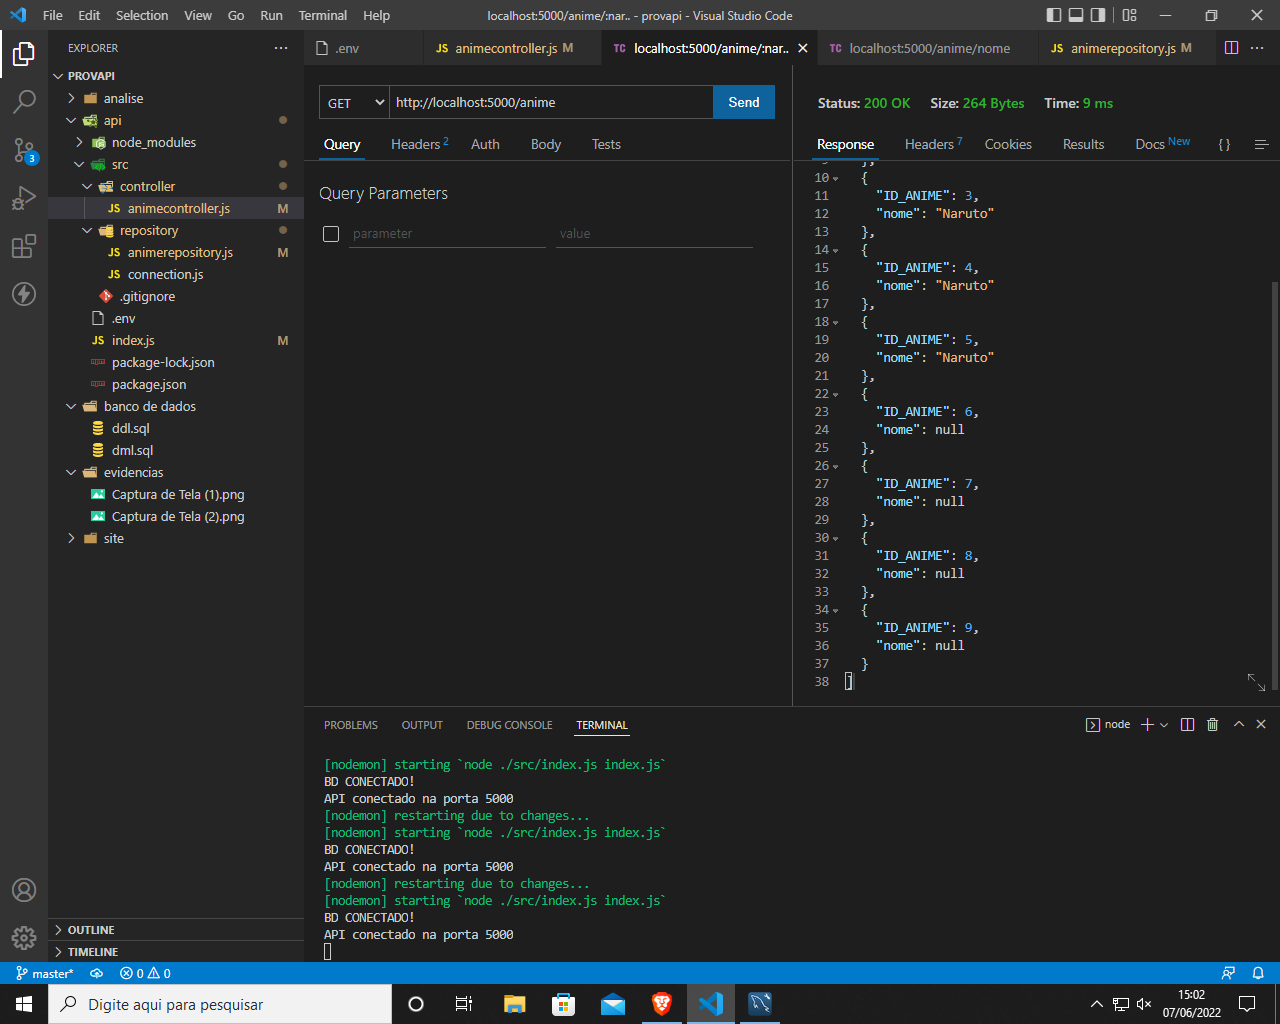 File Edit Selection View Go Run Terminal Help
localhost:5000/anime/:nar.. - provapi - Visual Studio Code
EXPLORER
PROVAPI
analise
api
node_modules
src
controller
JS animecontroller.js M
repository
JS animerepository.js M
JS connection.js
.gitignore
.env
JS index.js M
package-lock.json
package.json
banco de dados
ddl.sql
dml.sql
evidencias
Captura de Tela (1).png
Captura de Tela (2).png
site
OUTLINE
TIMELINE
3
.env
JS animecontroller.js M
TC localhost:5000/anime/:nar..
TC localhost:5000/anime/nome
JS animerepository.js M
GET http://localhost:5000/anime Send
Query Headers 2 Auth Body Tests
Query Parameters
parameter value
Status: 200 OK Size: 264 Bytes Time: 9 ms
Response Headers 7 Cookies Results Docs New { }
9 },
10 {
11 "ID_ANIME": 3,
12 "nome": "Naruto"
13 },
14 {
15 "ID_ANIME": 4,
16 "nome": "Naruto"
17 },
18 {
19 "ID_ANIME": 5,
20 "nome": "Naruto"
21 },
22 {
23 "ID_ANIME": 6,
24 "nome": null
25 },
26 {
27 "ID_ANIME": 7,
28 "nome": null
29 },
30 {
31 "ID_ANIME": 8,
32 "nome": null
33 },
34 {
35 "ID_ANIME": 9,
36 "nome": null
37 }
38 ]
PROBLEMS OUTPUT DEBUG CONSOLE TERMINAL
node
[nodemon] starting `node ./src/index.js index.js`
BD CONECTADO!
API conectado na porta 5000
[nodemon] restarting due to changes...
[nodemon] starting `node ./src/index.js index.js`
BD CONECTADO!
API conectado na porta 5000
[nodemon] restarting due to changes...
[nodemon] starting `node ./src/index.js index.js`
BD CONECTADO!
API conectado na porta 5000
master* 0 0
Digite aqui para pesquisar
15:02
07/06/2022